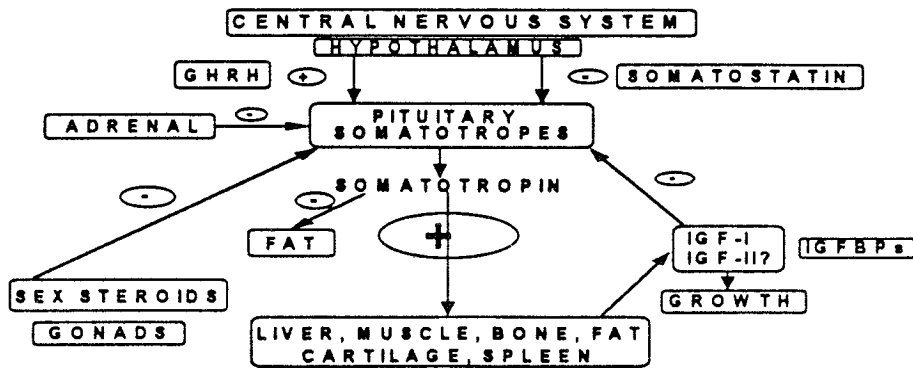 CENTRAL NERVOUS SYSTEM
HYPOTHALAMUS
GHRH
+
-
SOMATOSTATIN
ADRENAL
-
PITUITARY
SOMATOTROPES
-
SOMATOTROPIN
-
-
FAT
+
IGF-I
IGF-II?
IGFBPs
SEX STEROIDS
GROWTH
GONADS
LIVER, MUSCLE, BONE, FAT
CARTILAGE, SPLEEN